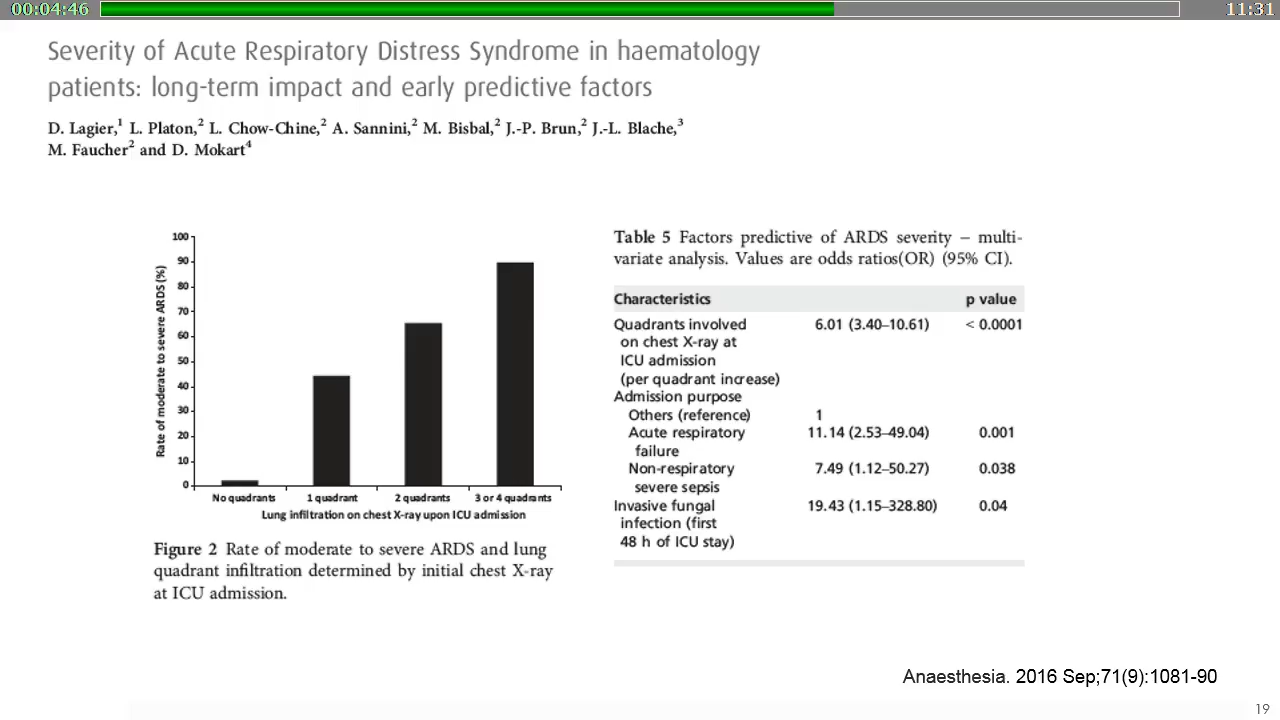 00:04:46
11:31
Severity of Acute Respiratory Distress Syndrome in haematology
patients: long-term impact and early predictive factors
D. Lagier,1 L. Platon,2 L. Chow-Chine,2 A. Sannini,2 M. Bisbal,2 J.-P. Brun,2 J.-L. Blache,3
M. Faucher2 and D. Mokart4
Rate of moderate to severe ARDS (%)
100
90
80
70
60
50
40
30
20
10
0
No quadrants 1 quadrant 2 quadrants 3 or 4 quadrants
Lung infiltration on chest X-ray upon ICU admission
Figure 2 Rate of moderate to severe ARDS and lung
quadrant infiltration determined by initial chest X-ray
at ICU admission.
Table 5 Factors predictive of ARDS severity – multi-
variate analysis. Values are odds ratios(OR) (95% CI).
Characteristics p value
Quadrants involved 6.01 (3.40–10.61) < 0.0001
on chest X-ray at
ICU admission
(per quadrant increase)
Admission purpose
Others (reference) 1
Acute respiratory 11.14 (2.53–49.04) 0.001
failure
Non-respiratory 7.49 (1.12–50.27) 0.038
severe sepsis
Invasive fungal 19.43 (1.15–328.80) 0.04
infection (first
48 h of ICU stay)
Anaesthesia. 2016 Sep;71(9):1081-90
19